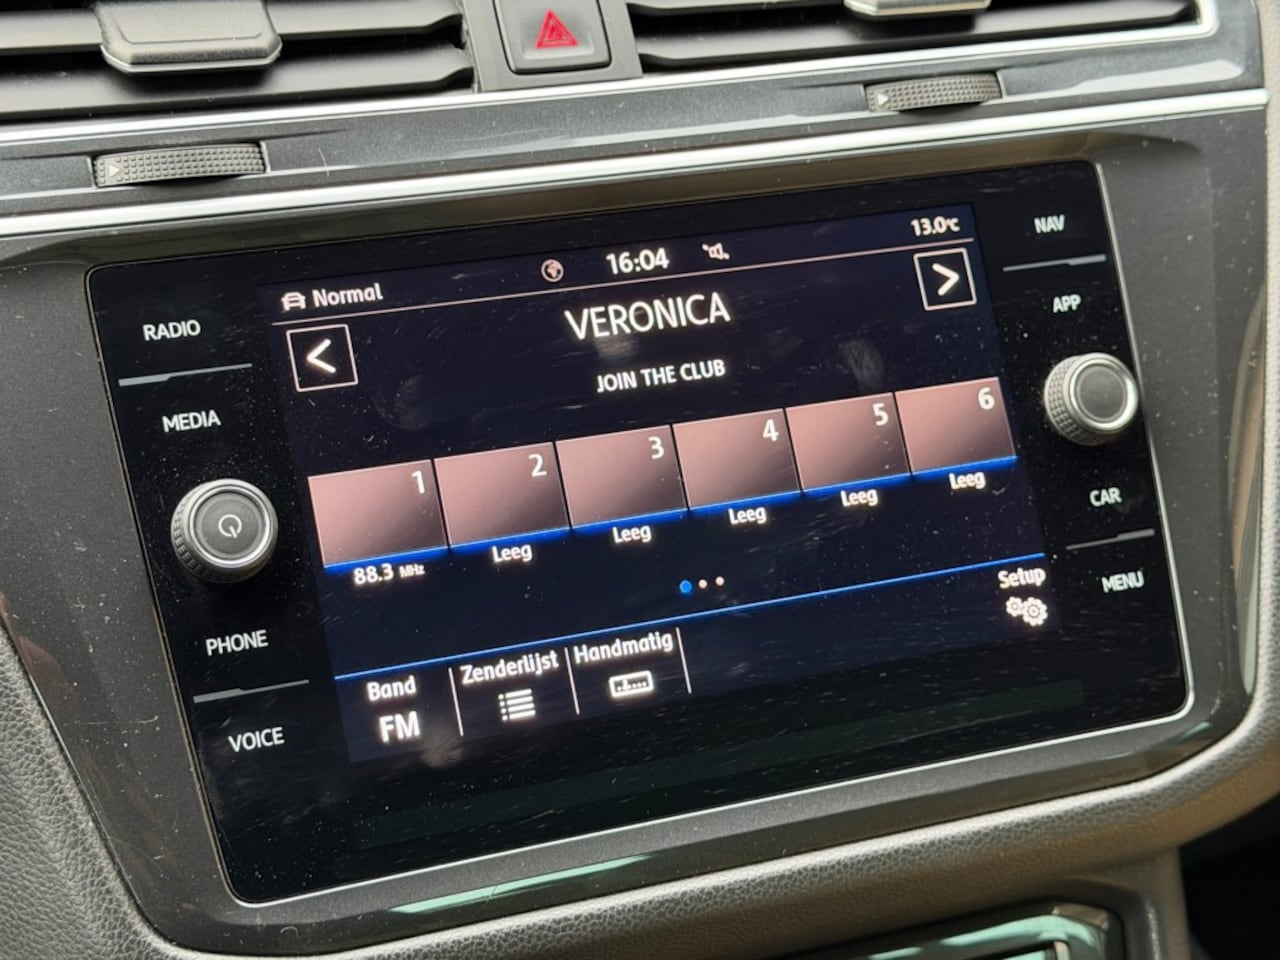 Normal
16:04
13.0°C
VERONICA
JOIN THE CLUB
1
2
3
4
5
6
88.3 MHz
Leeg
Leeg
Leeg
Leeg
Leeg
Band
FM
Zenderlijst
Handmatig
Setup
RADIO
MEDIA
PHONE
VOICE
NAV
APP
CAR
MENU